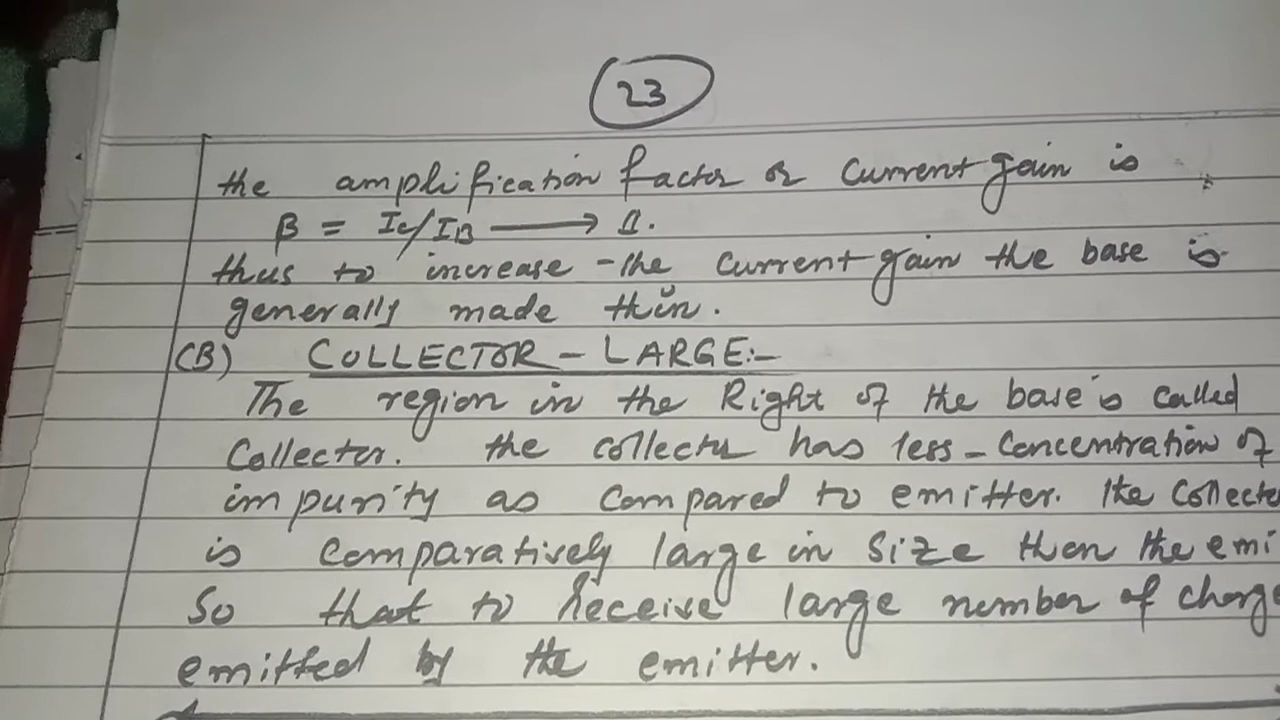 23
the amplification factor or current gain is
β = Ic/IB ⟶ 1.
thus to increase the current gain the base is
generally made thin.
(B) COLLECTOR - LARGE:-
The region in the Right of the base is called
Collector. the collector has less - Concentration of
impurity as compared to emitter. the Collecte
is comparatively large in Size then the emi
So that to Receive large number of charge
emitted by the emitter.